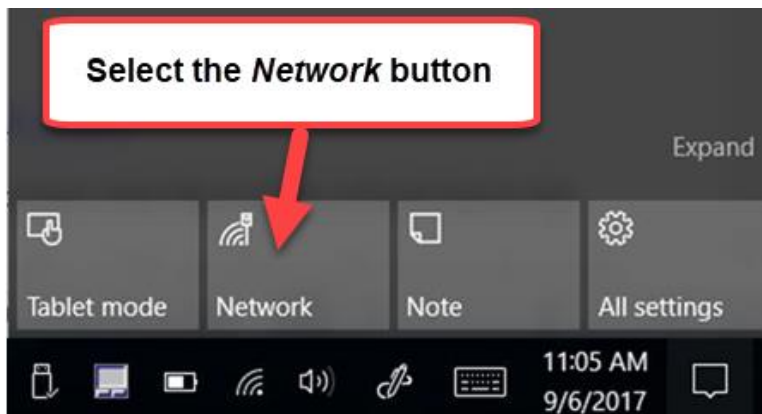 Select the Network button
Expand
Tablet mode
Network
Note
All settings
11:05 AM
9/6/2017